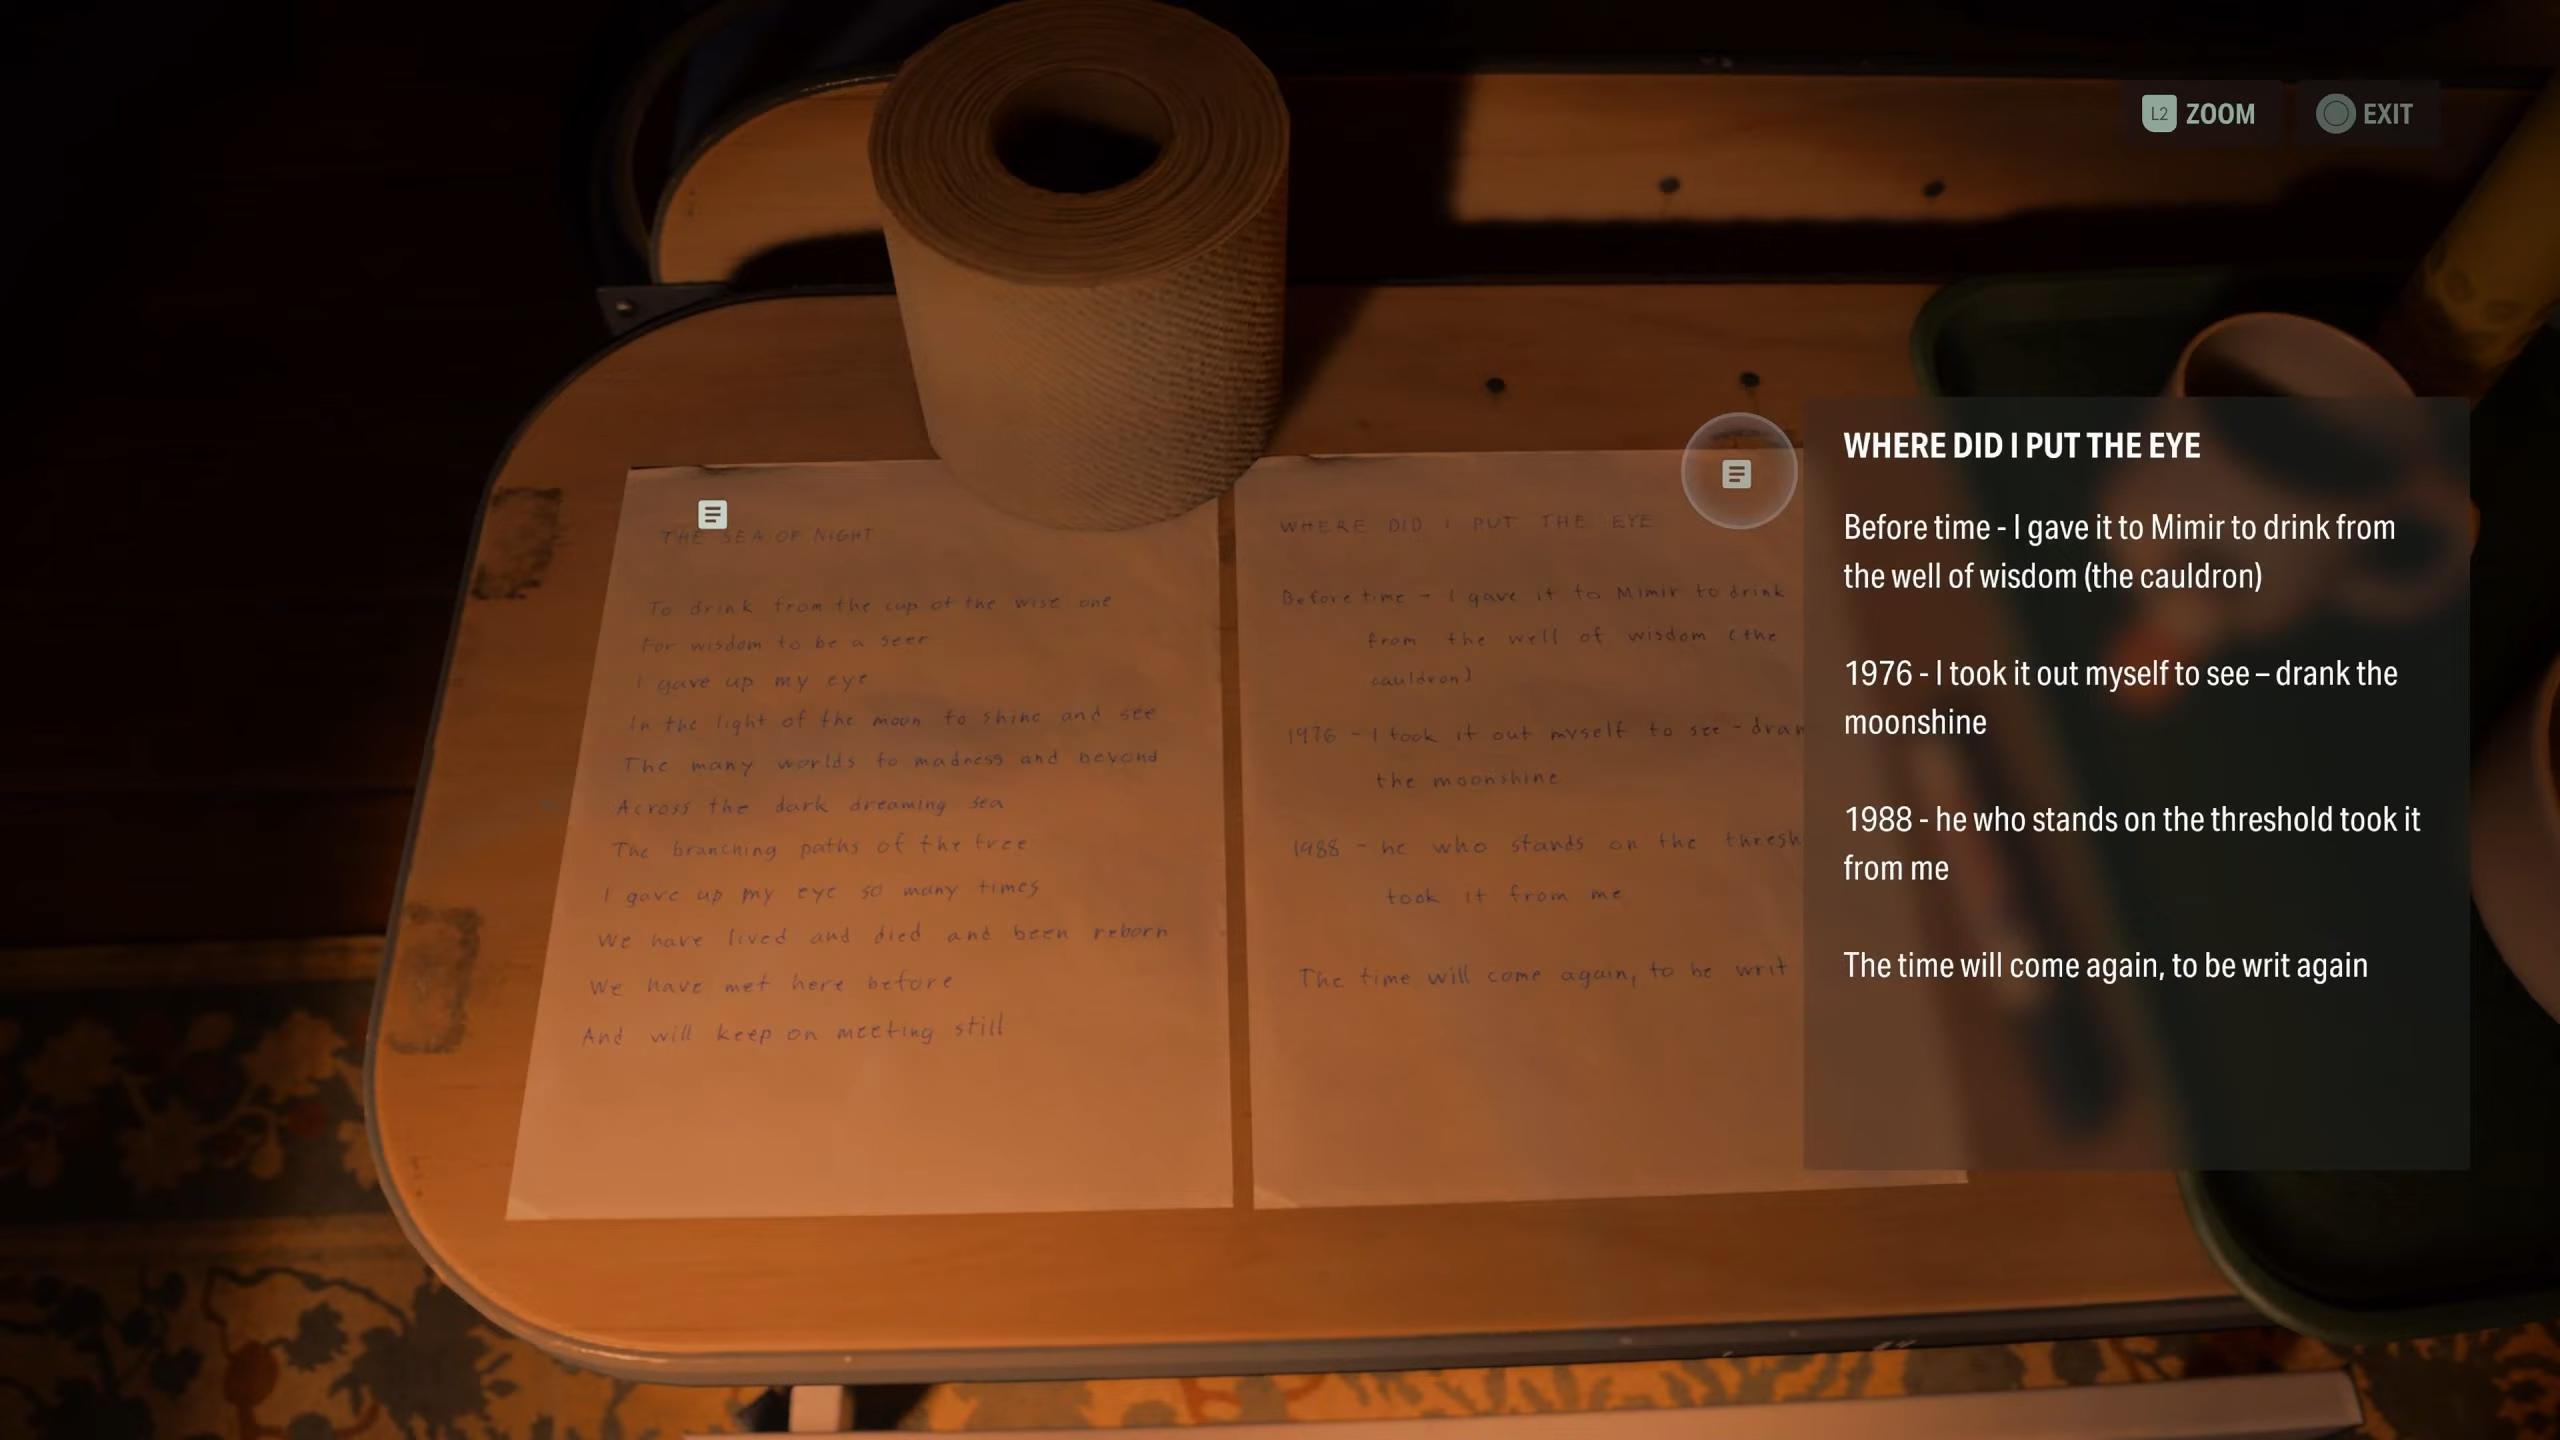 L2 ZOOM EXIT
THE SEA OF NIGHT
To drink from the cup of the wise one
For wisdom to be a seer
I gave up my eye
In the light of the moon to shine and see
The many worlds to madness and beyond
Across the dark dreaming sea
The branching paths of the tree
I gave up my eye so many times
We have lived and died and been reborn
We have met here before
And will keep on meeting still
WHERE DID I PUT THE EYE
Before time - I gave it to Mimir to drink
from the well of wisdom (the
cauldron)
1976 - I took it out myself to see - dran
the moonshine
1988 - he who stands on the thresh
took it from me
The time will come again, to be writ
WHERE DID I PUT THE EYE
Before time - I gave it to Mimir to drink from
the well of wisdom (the cauldron)
1976 - I took it out myself to see – drank the
moonshine
1988 - he who stands on the threshold took it
from me
The time will come again, to be writ again